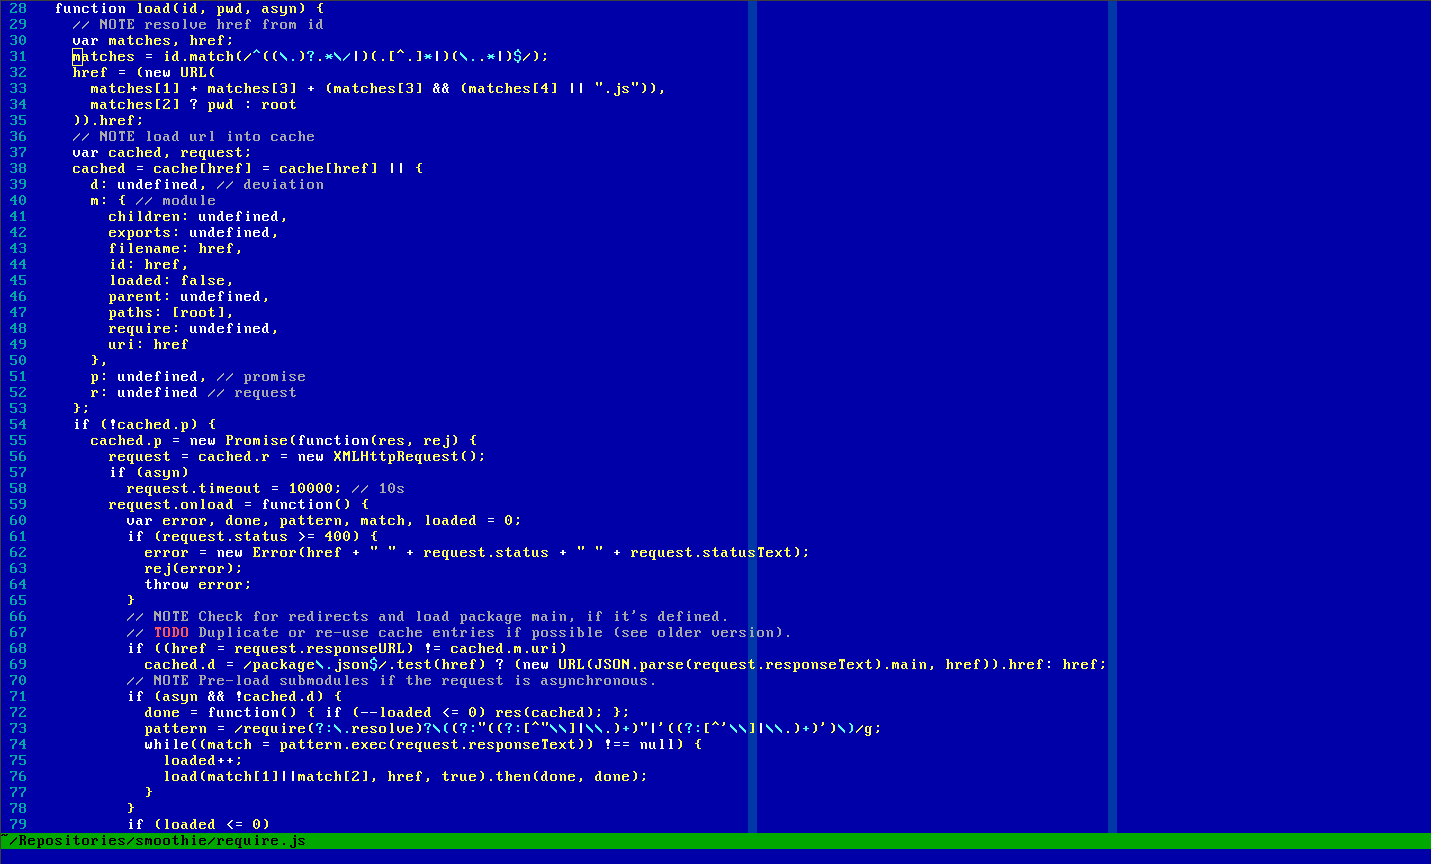 28   function load(id, pwd, asyn) {
29     // NOTE resolve href from id
30     var matches, href;
31     matches = id.match(/^((\.)?.*\/|)(.[^.]*|)(\..*|)$/);
32     href = (new URL(
33       matches[1] + matches[3] + (matches[3] && (matches[4] || ".js")),
34       matches[2] ? pwd : root
35     )).href;
36     // NOTE load url into cache
37     var cached, request;
38     cached = cache[href] = cache[href] || {
39       d: undefined, // deviation
40       m: { // module
41         children: undefined,
42         exports: undefined,
43         filename: href,
44         id: href,
45         loaded: false,
46         parent: undefined,
47         paths: [root],
48         require: undefined,
49         uri: href
50       },
51       p: undefined, // promise
52       r: undefined // request
53     };
54     if (!cached.p) {
55       cached.p = new Promise(function(res, rej) {
56         request = cached.r = new XMLHttpRequest();
57         if (asyn)
58           request.timeout = 10000; // 10s
59         request.onload = function() {
60           var error, done, pattern, match, loaded = 0;
61           if (request.status >= 400) {
62             error = new Error(href + " " + request.status + " " + request.statusText);
63             rej(error);
64             throw error;
65           }
66           // NOTE Check for redirects and load package main, if it's defined.
67           // TODO Duplicate or re-use cache entries if possible (see older version).
68           if ((href = request.responseURL) != cached.m.uri)
69             cached.d = /package\.json$/.test(href) ? (new URL(JSON.parse(request.responseText).main, href)).href: href;
70           // NOTE Pre-load submodules if the request is asynchronous.
71           if (asyn && !cached.d) {
72             done = function() { if (--loaded <= 0) res(cached); };
73             pattern = /require(?:\.resolve)?\((?:"((?:[^"\\]|\\.)+)"|'((?:[^'\\]|\\.)+)')\)/g;
74             while((match = pattern.exec(request.responseText)) !== null) {
75               loaded++;
76               load(match[1]||match[2], href, true).then(done, done);
77             }
78           }
79           if (loaded <= 0)
~/Repositories/smoothie/require.js